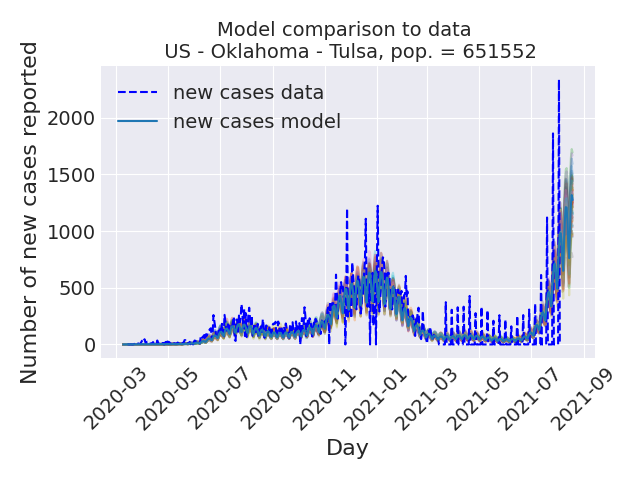 Model comparison to data
US - Oklahoma - Tulsa, pop. = 651552
Number of new cases reported
new cases data
new cases model
2000
1500
1000
500
0
2020-03
2020-05
2020-07
2020-09
2020-11
2021-01
2021-03
2021-05
2021-07
2021-09
Day